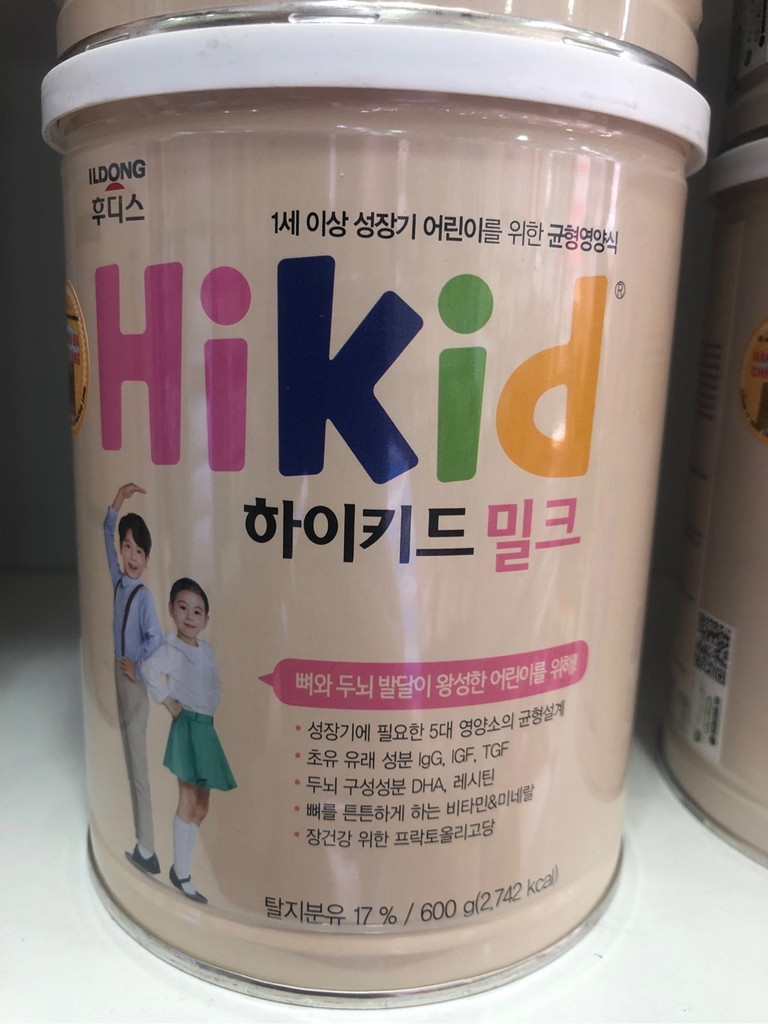 ILDONG
후디스
1세 이상 성장기 어린이를 위한 균형영양식
Hikid®
하이키드 밀크
뼈와 두뇌 발달이 왕성한 어린이를 위해!
• 성장기에 필요한 5대 영양소의 균형설계
• 초유 유래 성분 IgG, IGF, TGF
• 두뇌 구성성분 DHA, 레시틴
• 뼈를 튼튼하게 하는 비타민&미네랄
• 장건강 위한 프락토올리고당
탈지분유 17 % / 600 g(2,742 kcal)